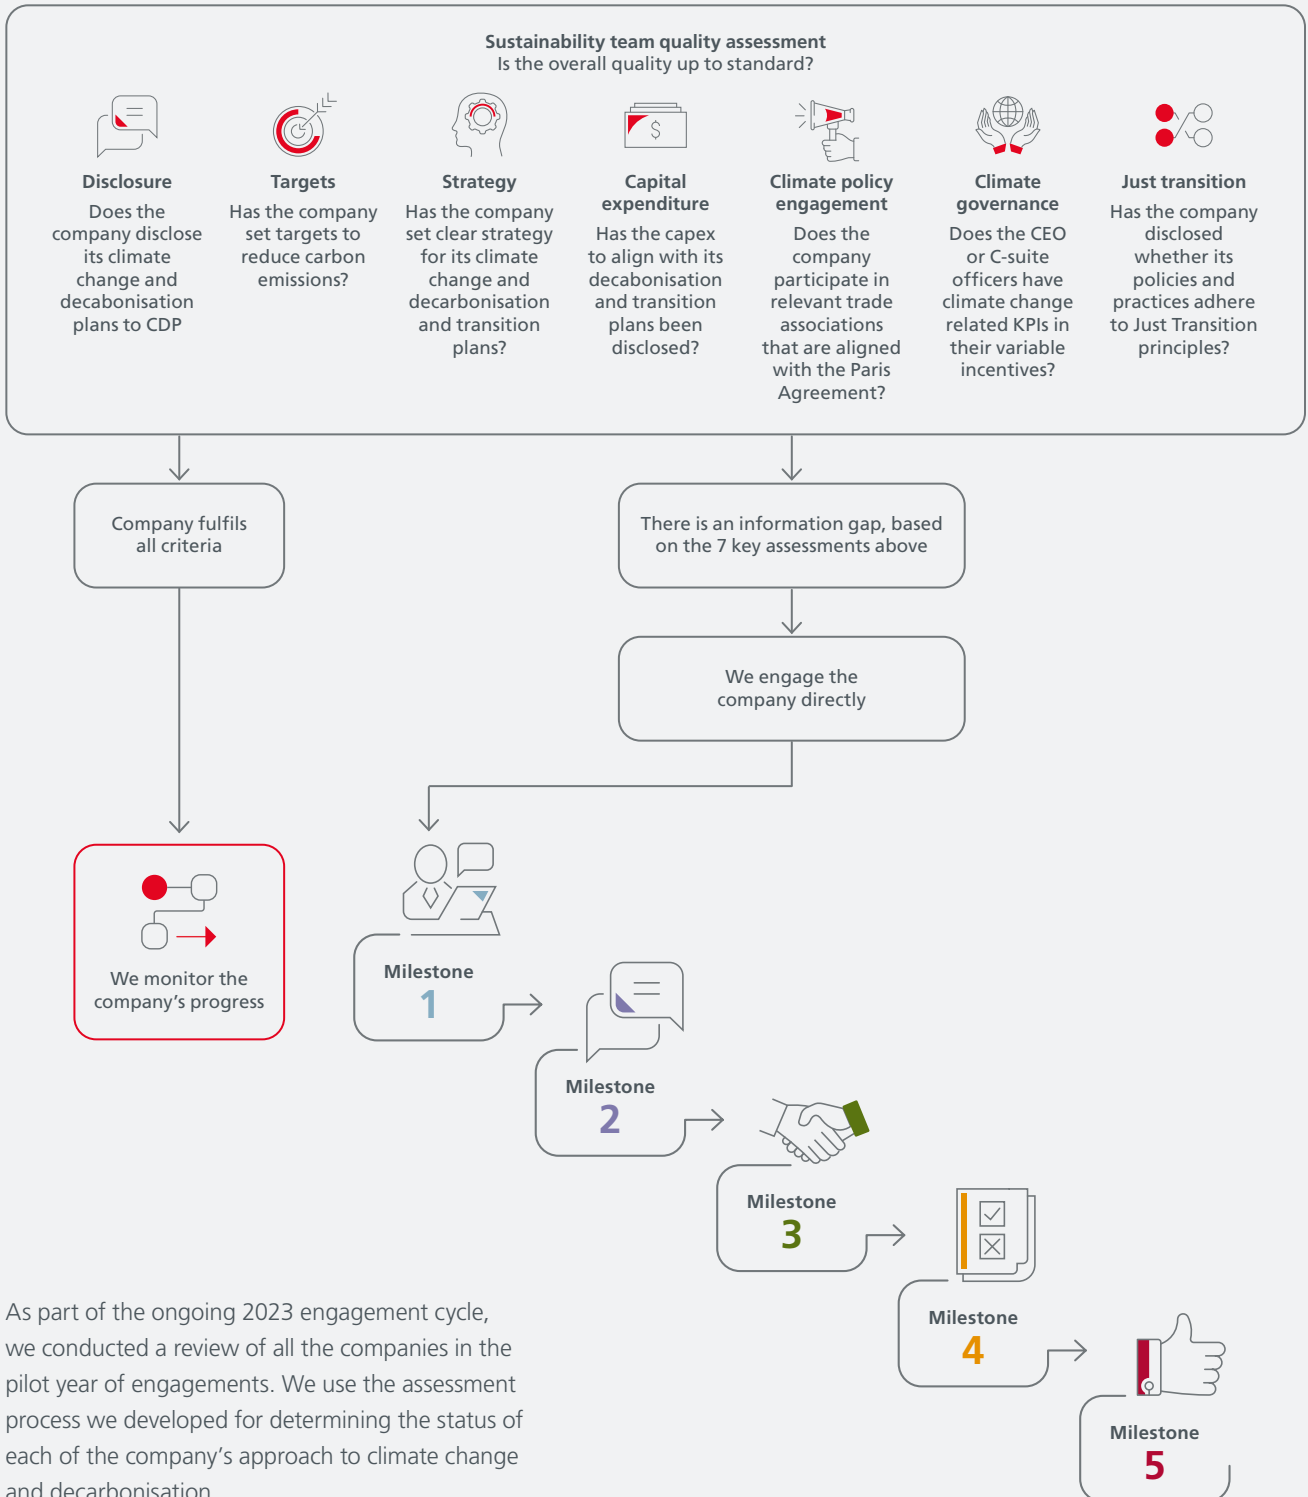 Sustainability team quality assessment
Is the overall quality up to standard?
Disclosure
Does the
company disclose
its climate
change and
decabonisation
plans to CDP
Targets
Has the company
set targets to
reduce carbon
emissions?
Strategy
Has the company
set clear strategy
for its climate
change and
decarbonisation
and transition
plans?
Capital
expenditure
Has the capex
to align with its
decabonisation
and transition
plans been
disclosed?
Climate policy
engagement
Does the
company
participate in
relevant trade
associations
that are aligned
with the Paris
Agreement?
Climate
governance
Does the CEO
or C-suite
officers have
climate change
related KPIs in
their variable
incentives?
Just transition
Has the company
disclosed
whether its
policies and
practices adhere
to Just Transition
principles?
Company fulfils
all criteria
There is an information gap, based
on the 7 key assessments above
We engage the
company directly
We monitor the
company’s progress
Milestone
1
Milestone
2
Milestone
3
Milestone
4
Milestone
5
As part of the ongoing 2023 engagement cycle,
we conducted a review of all the companies in the
pilot year of engagements. We use the assessment
process we developed for determining the status of
each of the company’s approach to climate change
and decarbonisation